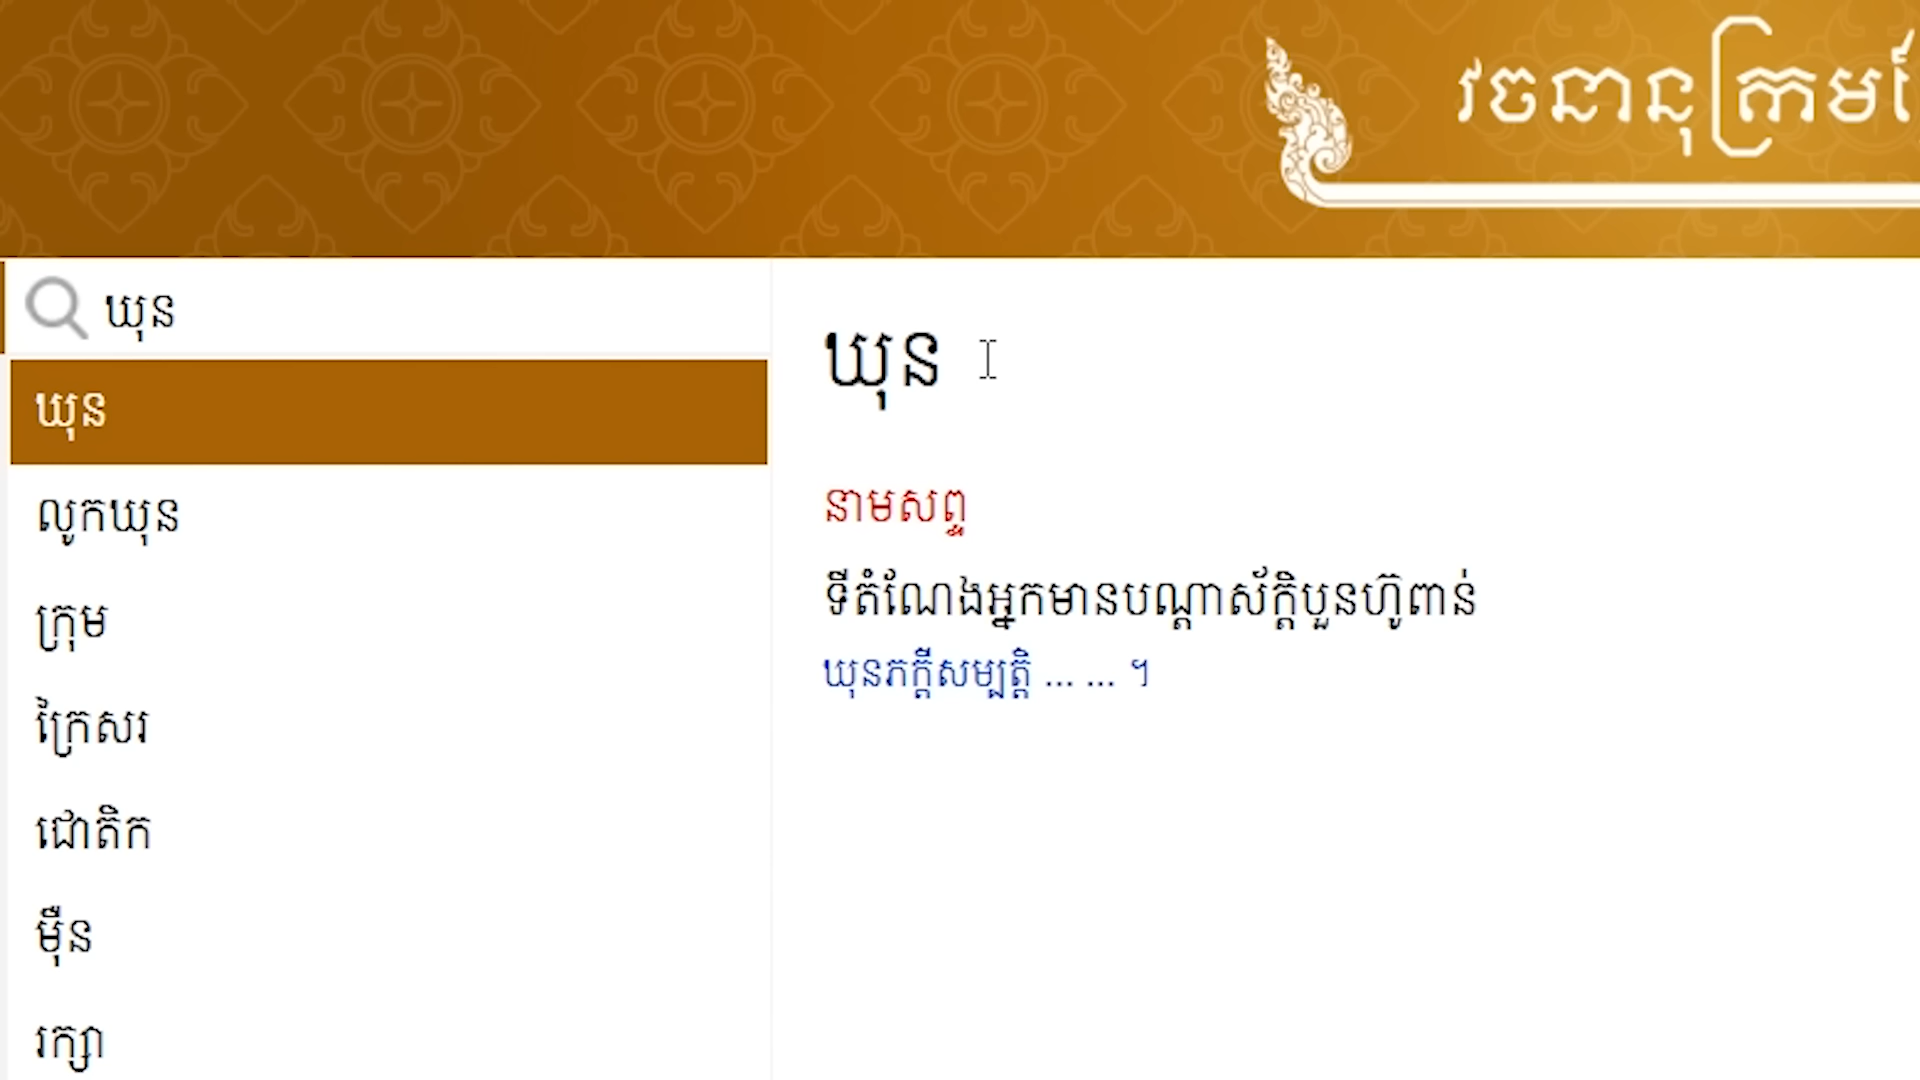 វចនានុក្រមខ្មែ
ឃុន
ឃុន
លូកឃុន
ក្រុម
ក្រៃសរ
ជោតិក
ម៉ឺន
រក្សា
ឃុន
នាមសព្ទ
ទីតំណែងអ្នកមានបណ្ដាស័ក្ដិបួនហ៊ូពាន់
ឃុនភក្ដីសម្បត្តិ ... ... ។